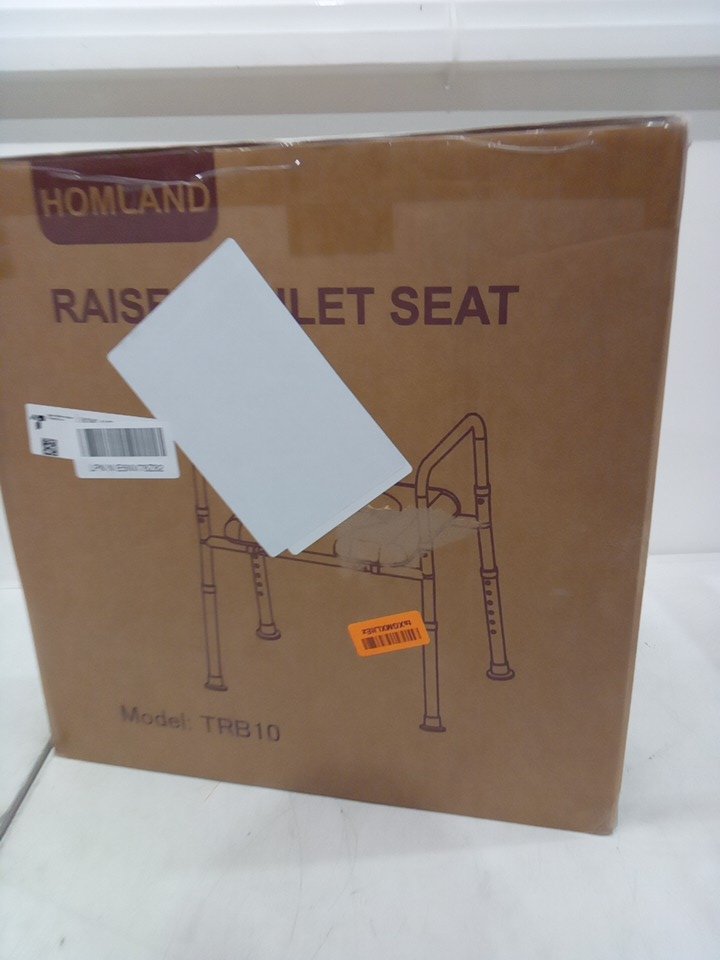 HOMLAND
RAISE ILET SEAT
Model: TRB10